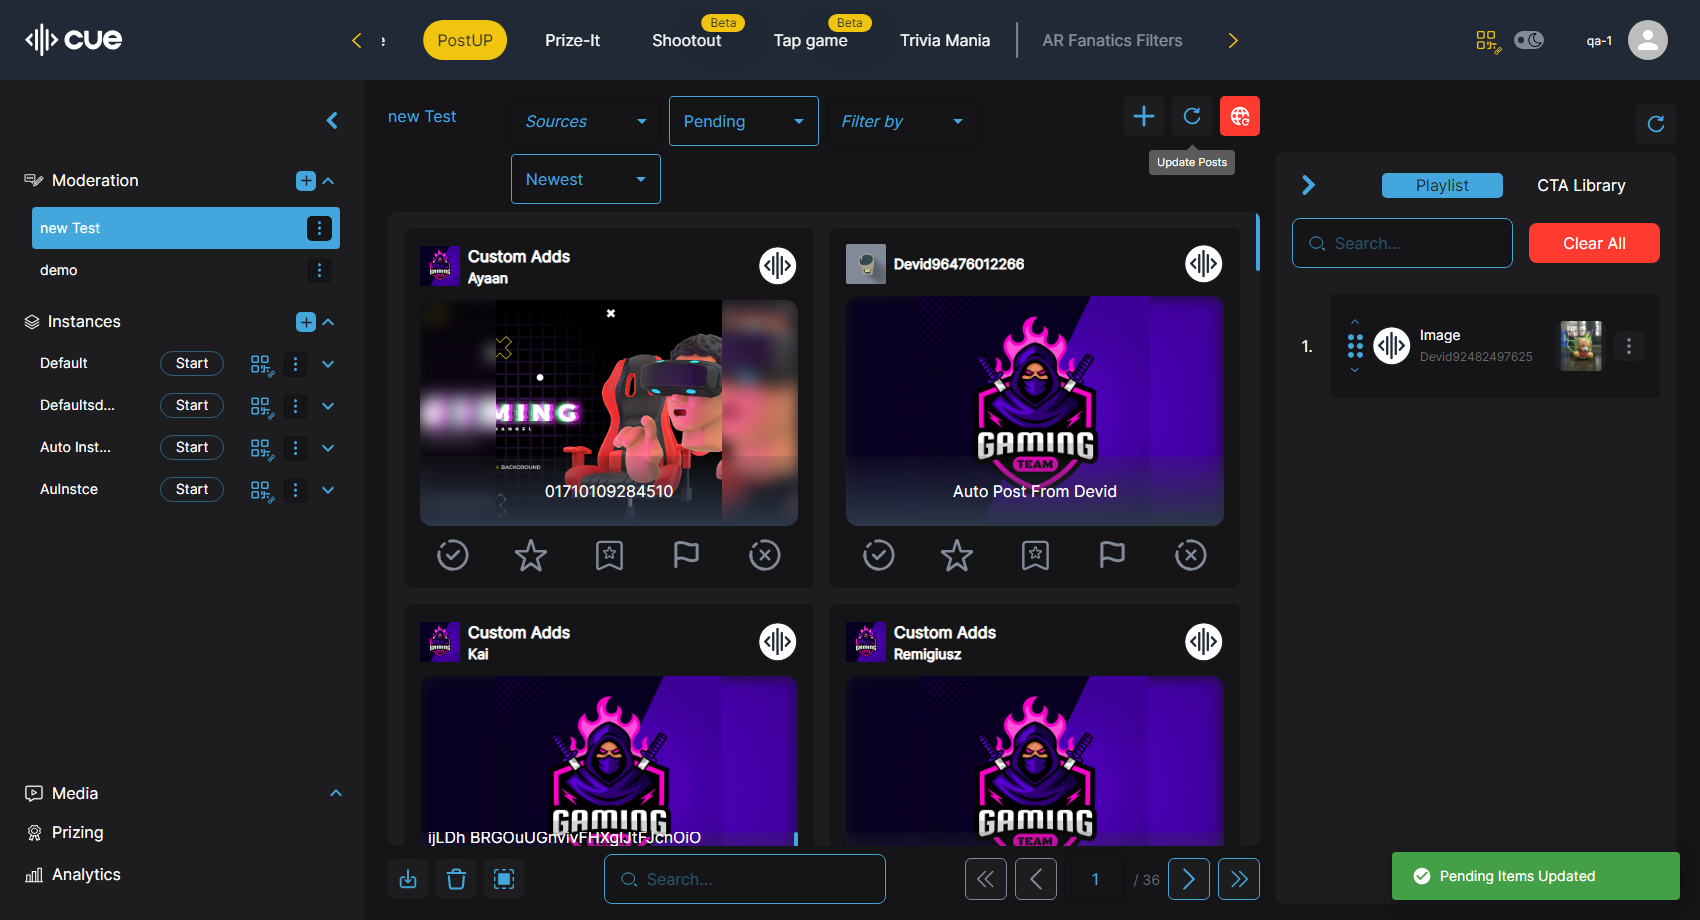 cue
PostUP
Prize-It
Shootout
Beta
Tap game
Beta
Trivia Mania
AR Fanatics Filters
qa-1
new Test
Sources
Pending
Filter by
Newest
Update Posts
Moderation
new Test
demo
Instances
Default
Start
Defaultsd...
Start
Auto Inst...
Start
AuInstce
Start
Media
Prizing
Analytics
Custom Adds
Ayaan
MING
01710109284510
Devid96476012266
GAMING
TEAM
Auto Post From Devid
Custom Adds
Kai
GAMING
Custom Adds
Remigiusz
GAMING
TEAM
Search...
1
/ 36
Playlist
CTA Library
Search...
Clear All
1.
Image
Devid92482497625
Pending Items Updated